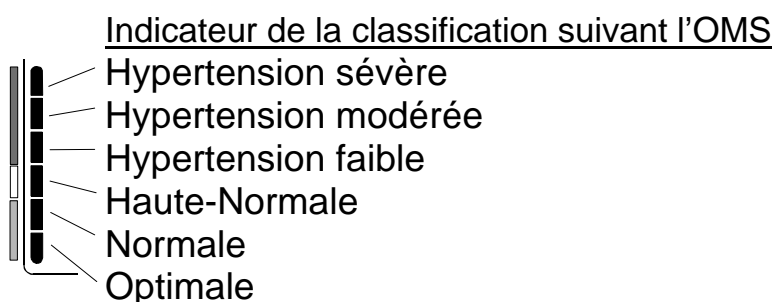 Indicateur de la classification suivant l’OMS
Hypertension sévère
Hypertension modérée
Hypertension faible
Haute-Normale
Normale
Optimale